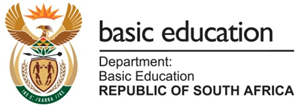 basic education
Department:
Basic Education
REPUBLIC OF SOUTH AFRICA